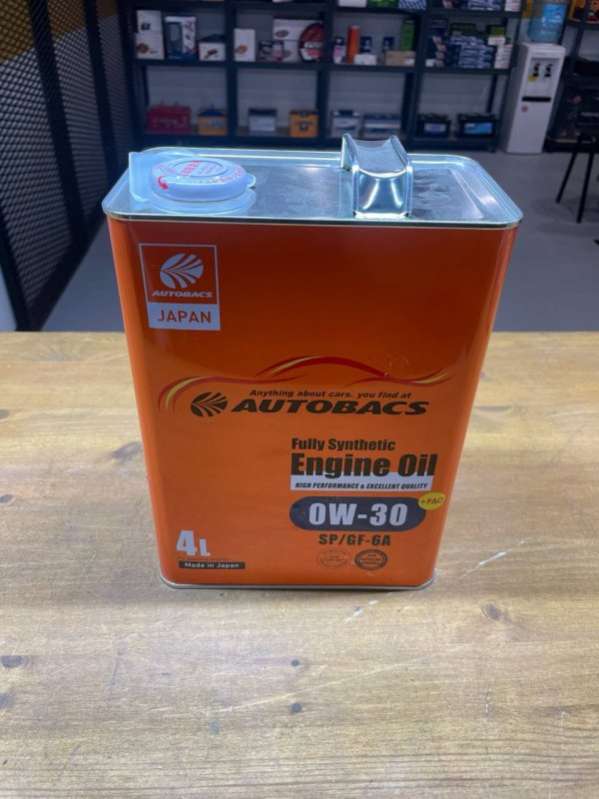 AUTOBACS
JAPAN
Anything about cars. you find at
AUTOBACS
Fully Synthetic
Engine Oil
HIGH PERFORMANCE & EXCELLENT QUALITY
+PAO
0W-30
SP/GF-6A
4L
Made in Japan